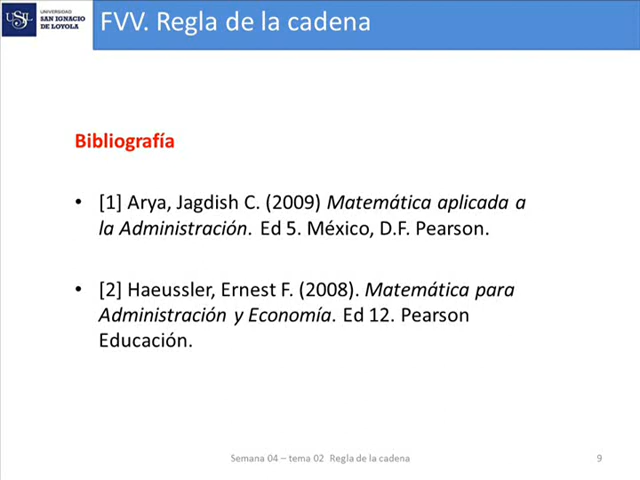 UNIVERSIDAD
SAN IGNACIO
DE LOYOLA
USIL
FVV. Regla de la cadena
Bibliografía
• [1] Arya, Jagdish C. (2009) Matemática aplicada a
la Administración. Ed 5. México, D.F. Pearson.
• [2] Haeussler, Ernest F. (2008). Matemática para
Administración y Economía. Ed 12. Pearson
Educación.
Semana 04 – tema 02 Regla de la cadena
9